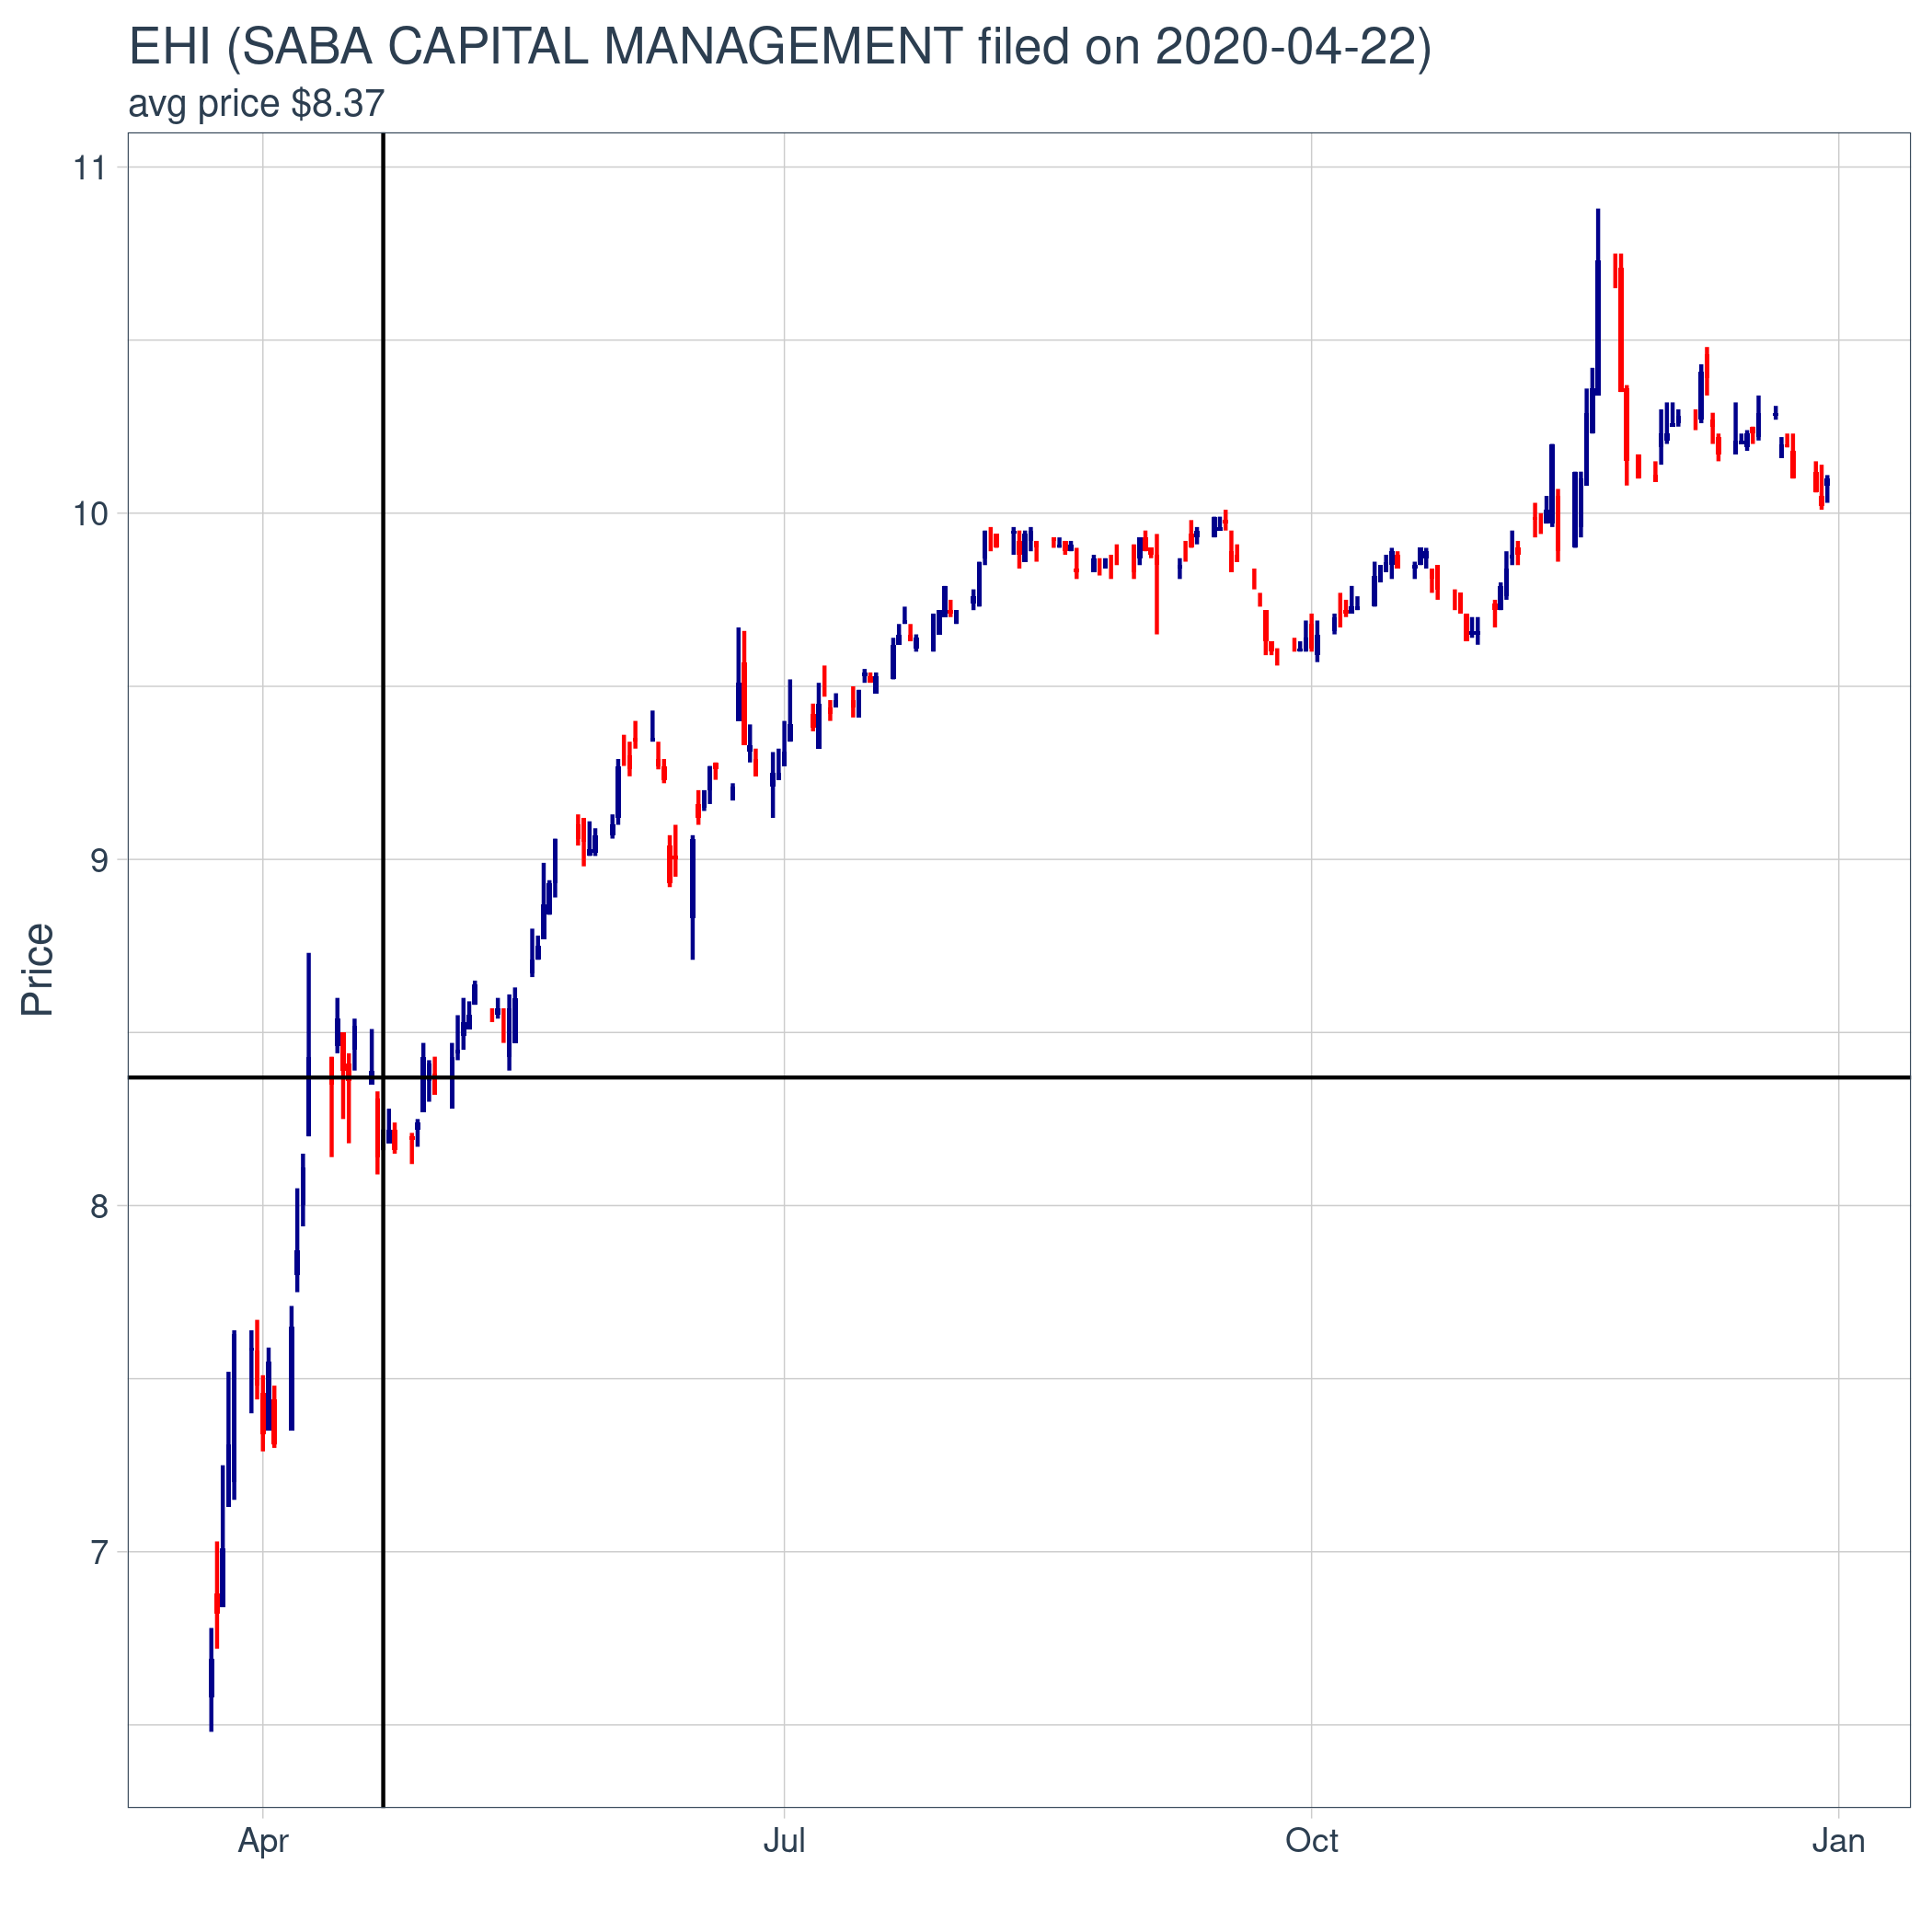 EHI (SABA CAPITAL MANAGEMENT filed on 2020-04-22)
avg price $8.37
11
10
9
8
7
Price
Apr
Jul
Oct
Jan